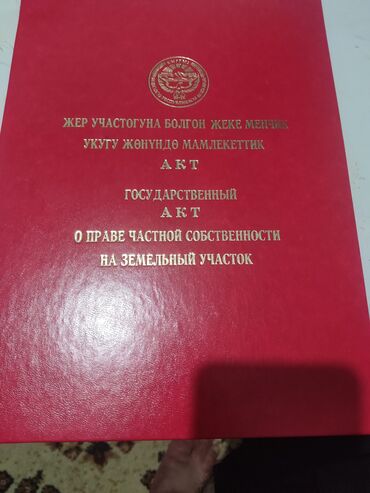 ЖЕР УЧАСТОГУНА БОЛГОН ЖЕКЕ МЕНЧИК
УКУГУ ЖӨНҮНДӨ МАМЛЕКЕТТИК
АКТ
ГОСУДАРСТВЕННЫЙ
АКТ
О ПРАВЕ ЧАСТНОЙ СОБСТВЕННОСТИ
НА ЗЕМЕЛЬНЫЙ УЧАСТОК